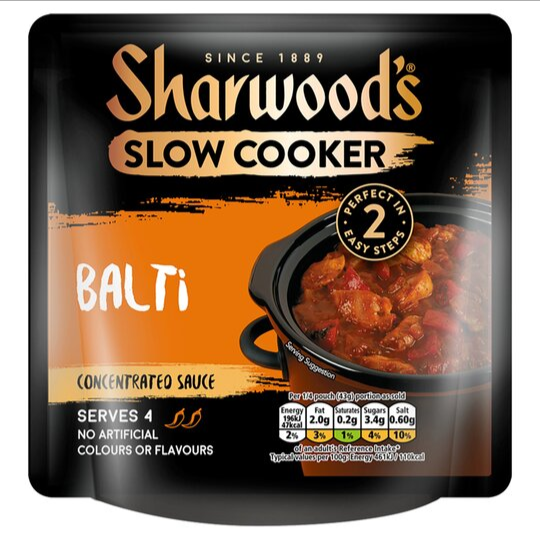 SINCE 1889
Sharwood's®
SLOW COOKER
PERFECT IN
2
EASY STEPS
BALTi
Serving Suggestion
CONCENTRATED SAUCE
SERVES 4
NO ARTIFICIAL
COLOURS OR FLAVOURS
Per 1/4 pouch (43g) portion as sold
Energy Fat Saturates Sugars Salt
196kJ 2.0g 0.2g 3.4g 0.60g
47kcal
2% 3% 1% 4% 10%
of an adult's Reference Intake*
Typical values per 100g: Energy 461kJ / 110kcal